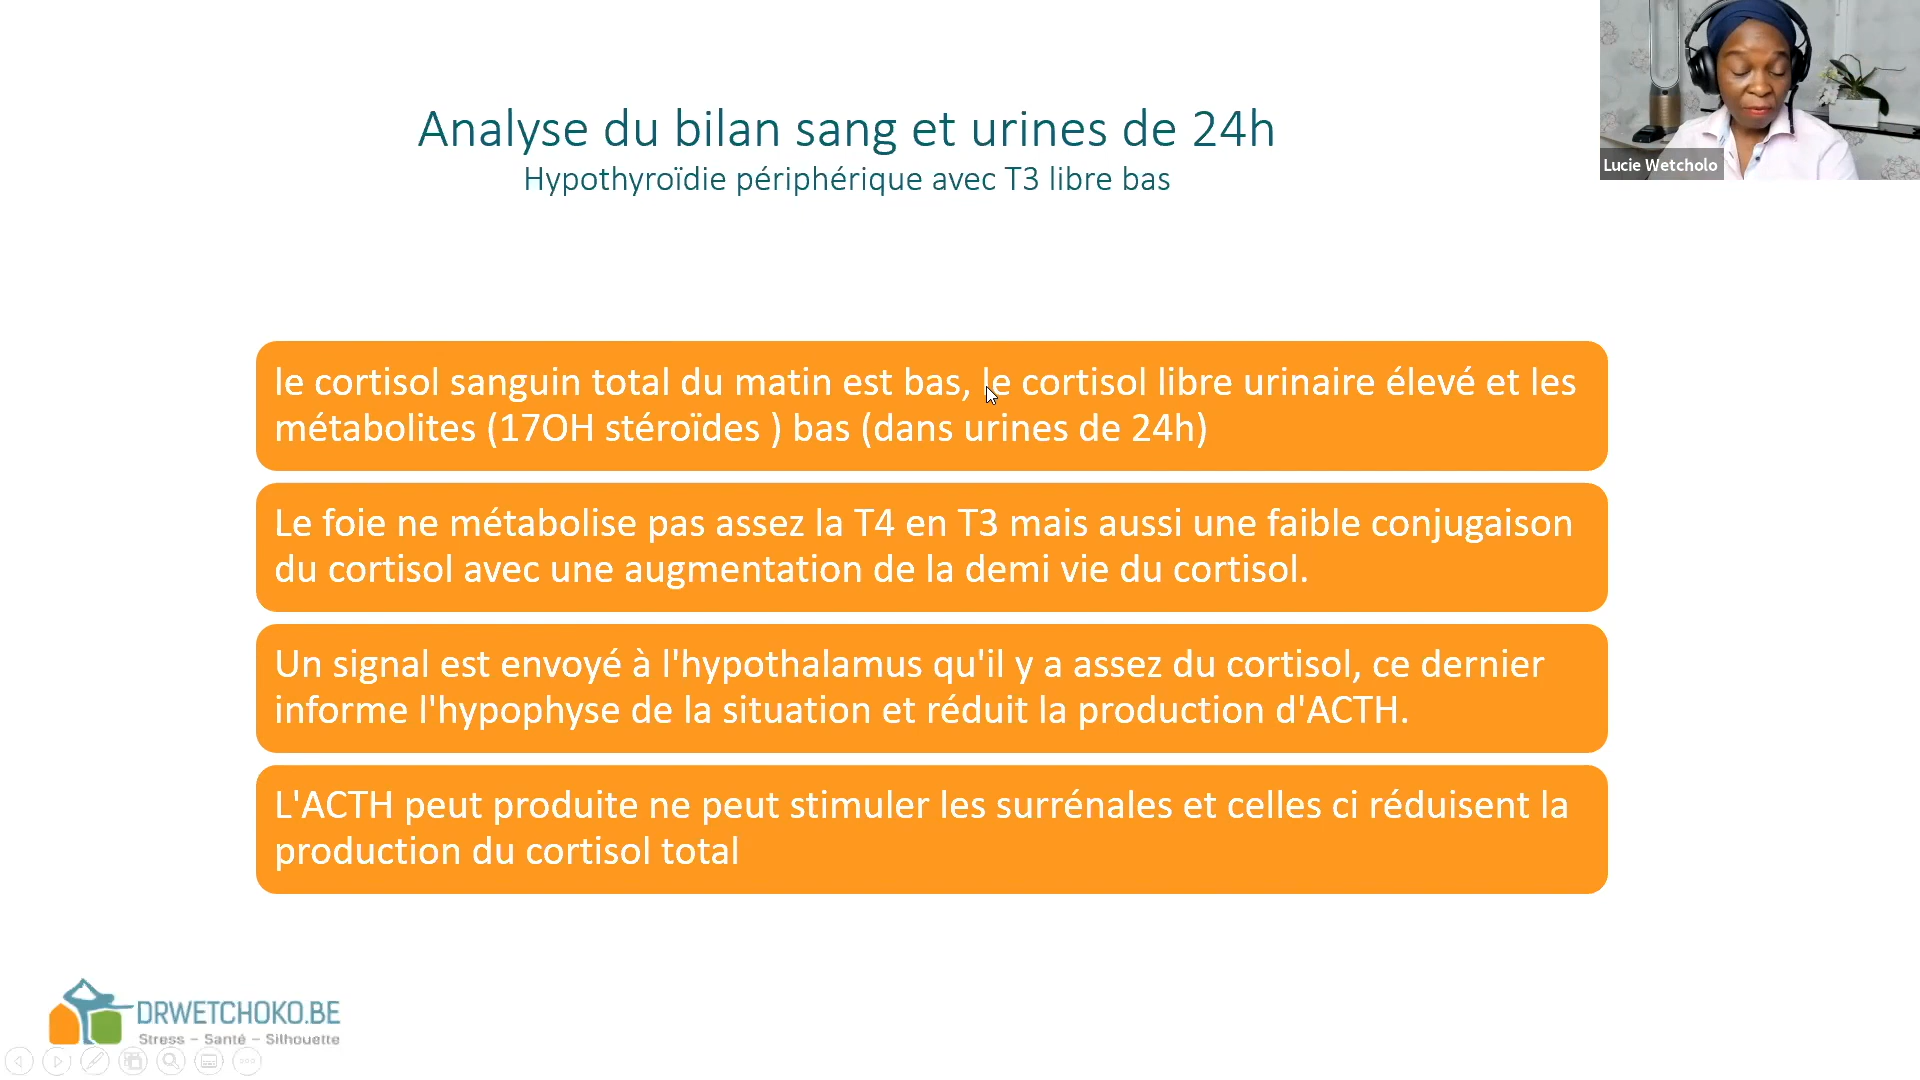 Analyse du bilan sang et urines de 24h
Hypothyroïdie périphérique avec T3 libre bas
Lucie Wetcholo
le cortisol sanguin total du matin est bas, le cortisol libre urinaire élevé et les
métabolites (17OH stéroïdes ) bas (dans urines de 24h)
Le foie ne métabolise pas assez la T4 en T3 mais aussi une faible conjugaison
du cortisol avec une augmentation de la demi vie du cortisol.
Un signal est envoyé à l'hypothalamus qu'il y a assez du cortisol, ce dernier
informe l'hypophyse de la situation et réduit la production d'ACTH.
L'ACTH peut produite ne peut stimuler les surrénales et celles ci réduisent la
production du cortisol total
DRWETCHOKO.BE
Stress – Santé – Silhouette